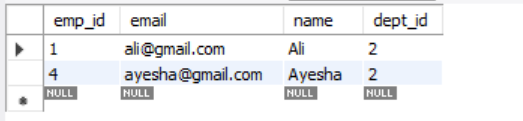 emp_id email name dept_id
1 ali@gmail.com Ali 2
4 ayesha@gmail.com Ayesha 2
NULL NULL NULL NULL